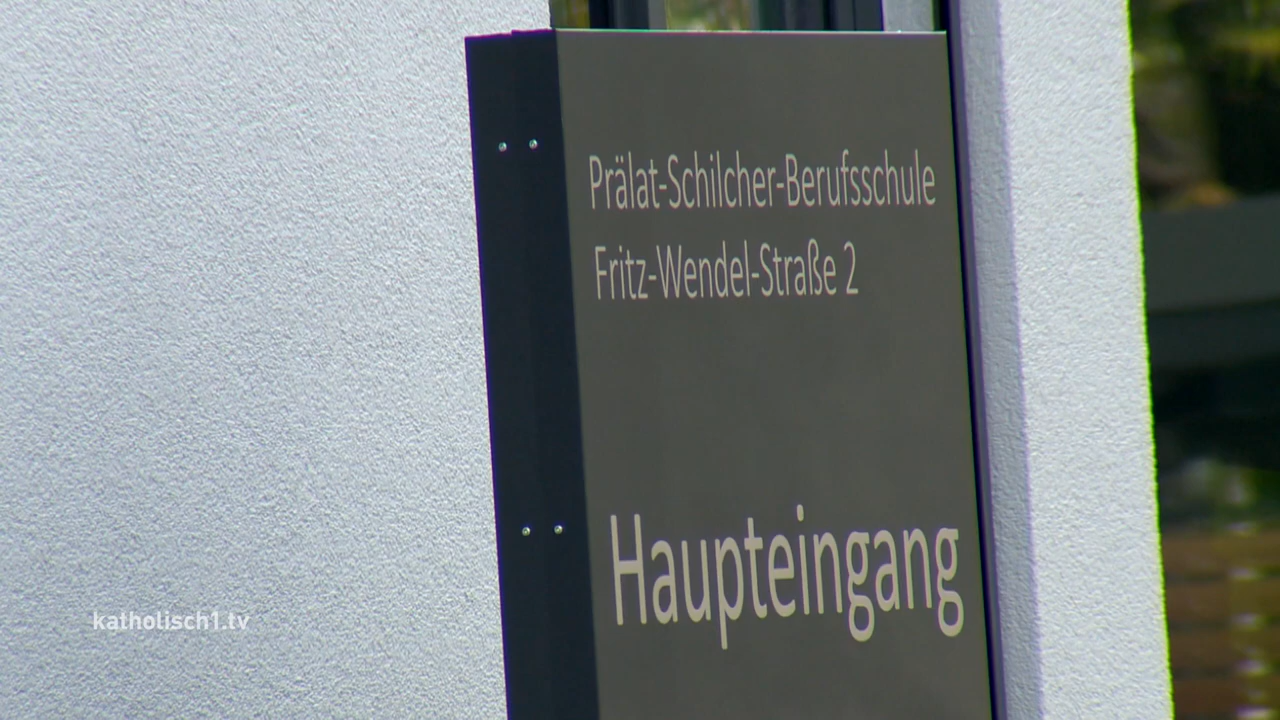 Prälat-Schilcher-Berufsschule
Fritz-Wendel-Straße 2
Haupteingang
katholisch1.tv